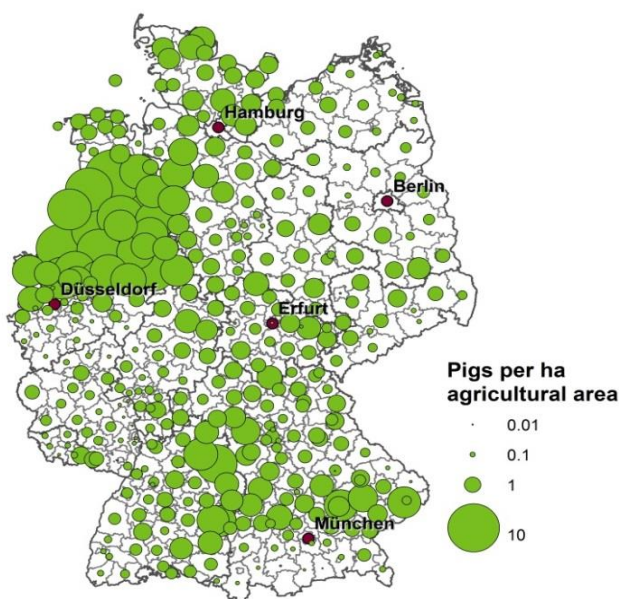 Hamburg
Berlin
Düsseldorf
Erfurt
München
Pigs per ha
agricultural area
0.01
0.1
1
10